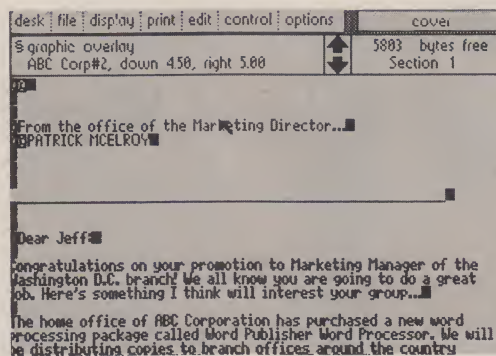 desk file display print edit control options cover
§ graphic overlay 5803 bytes free
ABC Corp#2, down 4.50, right 5.00 Section 1
From the office of the Marketing Director...
PATRICK MCELROY
Dear Jeff:
Congratulations on your promotion to Marketing Manager of the
Washington D.C. branch! We all know you are going to do a great
job. Here's something I think will interest your group...
The home office of ABC Corporation has purchased a new word
processing package called Word Publisher Word Processor. We will
be distributing copies to branch offices around the country